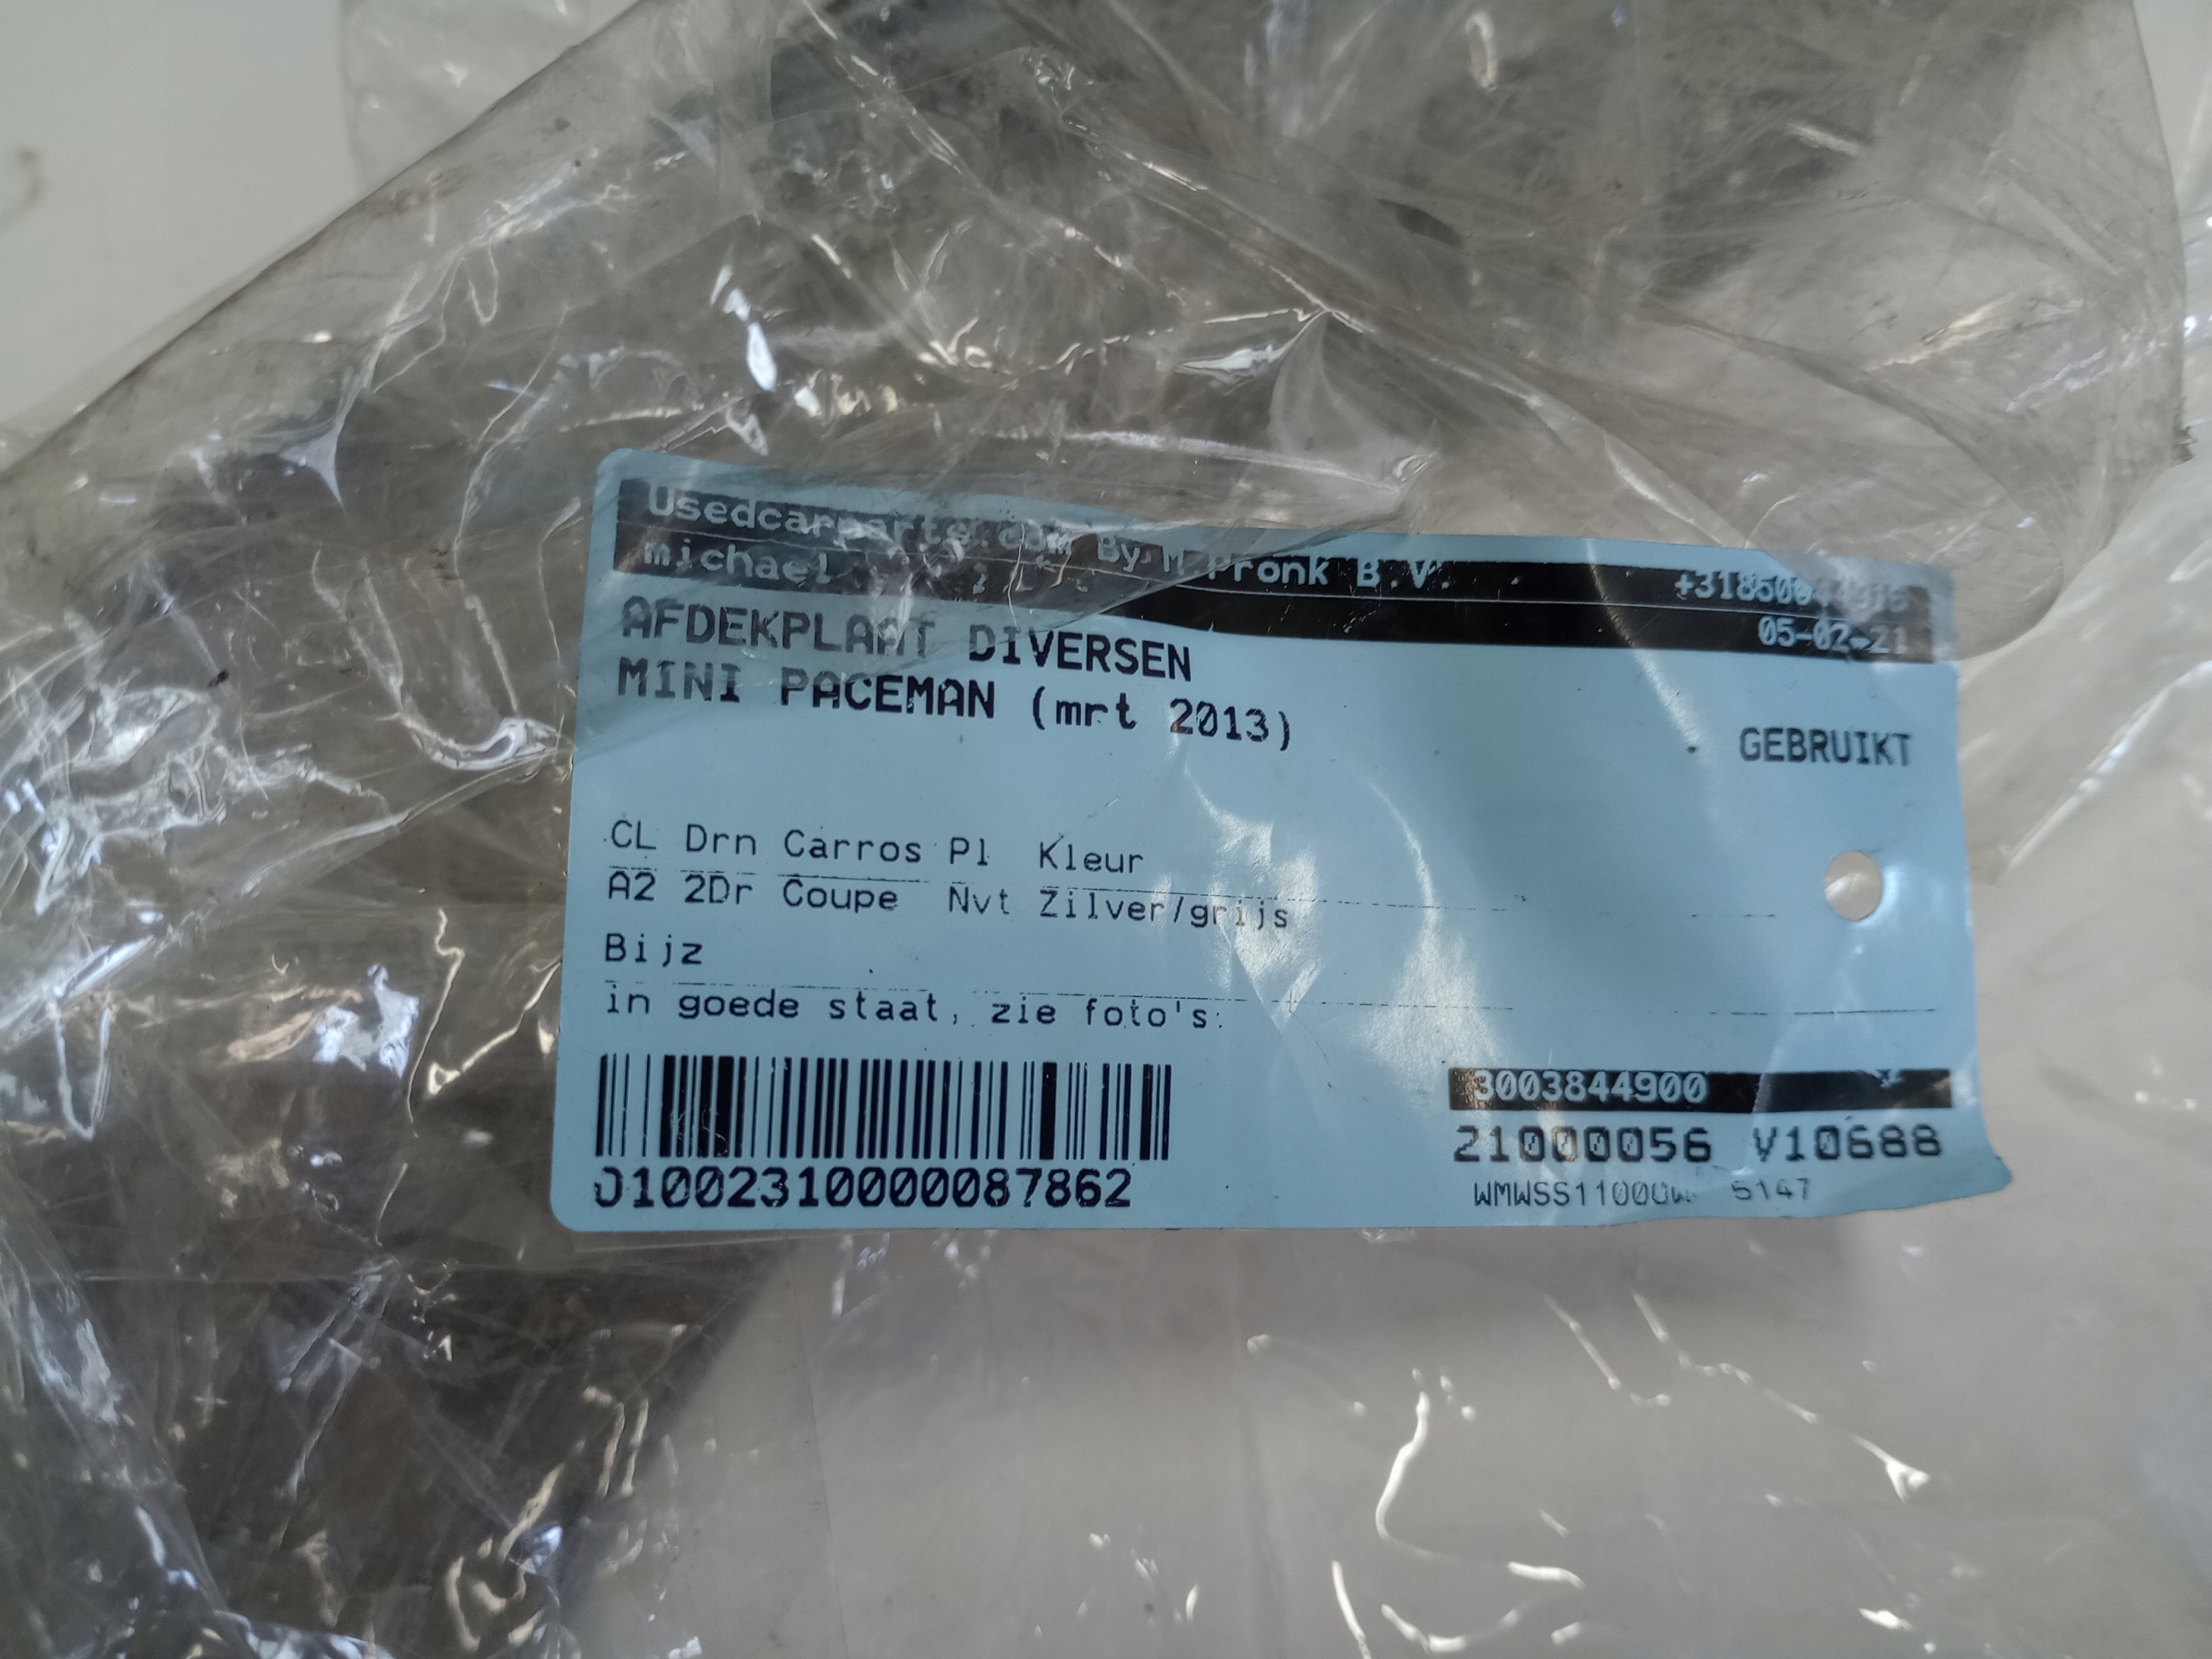 Usedcarparts.com By M Pronk B.V.
michael 05-02-21
AFDEKPLAAT DIVERSEN
MINI PACEMAN (mrt 2013)
GEBRUIKT
CL Drn Carros Pl Kleur
A2 2Dr Coupe Nvt Zilver/grijs
Bijz
in goede staat, zie foto's.
3003844900
21000056 V10688
01002310000087862